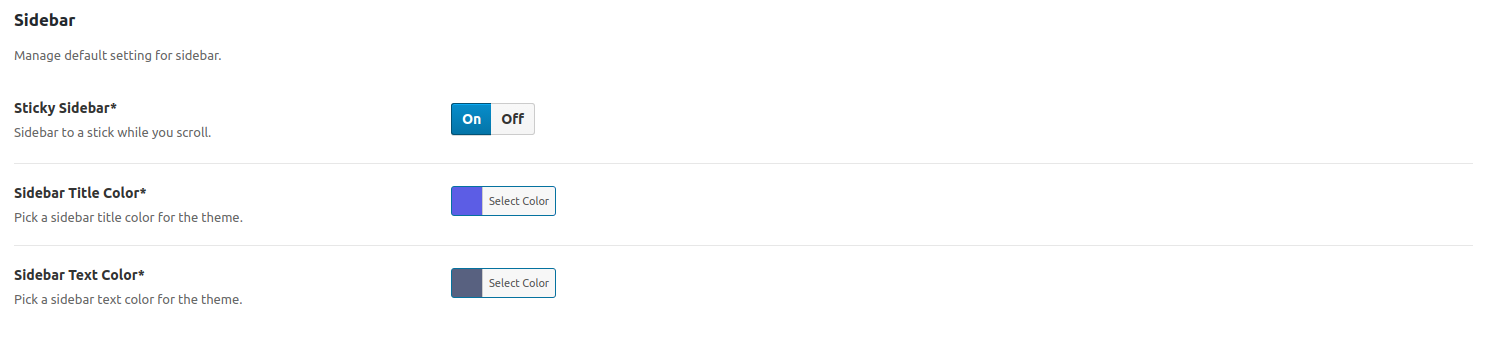 Sidebar
Manage default setting for sidebar.
Sticky Sidebar*
On Off
Sidebar to a stick while you scroll.
Sidebar Title Color*
Select Color
Pick a sidebar title color for the theme.
Sidebar Text Color*
Select Color
Pick a sidebar text color for the theme.